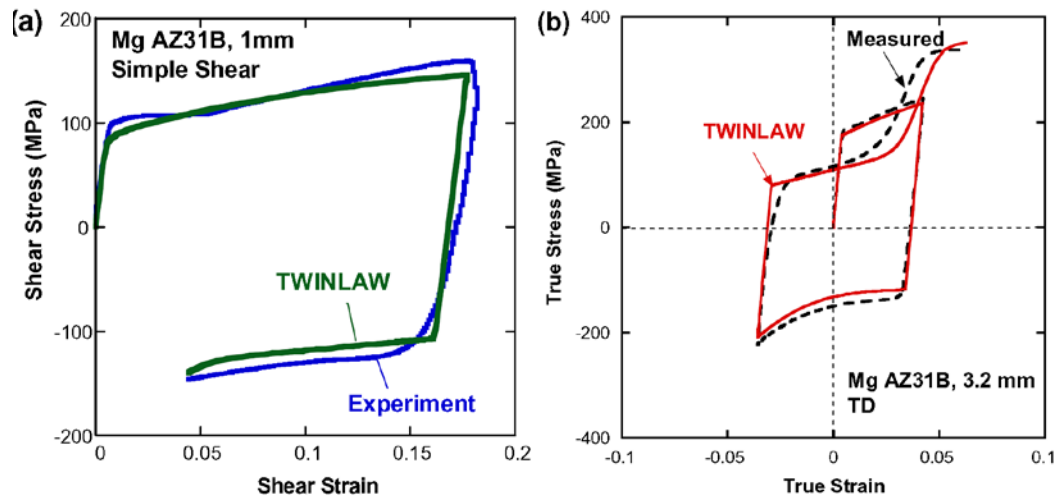 (a)
Mg AZ31B, 1mm
Simple Shear
TWINLAW
Experiment
Shear Stress (MPa)
200
100
0
-100
-200
0
0.05
0.1
0.15
0.2
Shear Strain
(b)
Measured
TWINLAW
Mg AZ31B, 3.2 mm
TD
True Stress (MPa)
400
200
0
-200
-400
-0.1
-0.05
0
0.05
0.1
True Strain